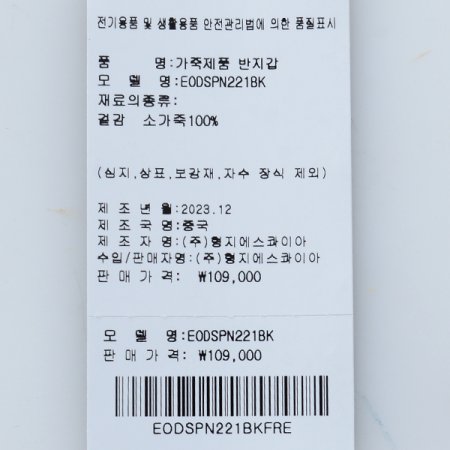 전기용품 및 생활용품 안전관리법에 의한 품질표시
품 명:가죽제품 반지갑
모 델 명:EODSPN221BK
재료의종류:
겉감 소가죽100%
(심지,상표,보강재,자수 장식 제외)
제 조 년 월:2023.12
제 조 국 명:중국
제 조 자 명:(주)형지에스콰이아
수입/판매자명:(주)형지에스콰이아
판 매 가 격: ₩109,000
모 델 명:EODSPN221BK
판 매 가 격: ₩109,000
EODSPN221BKFRE